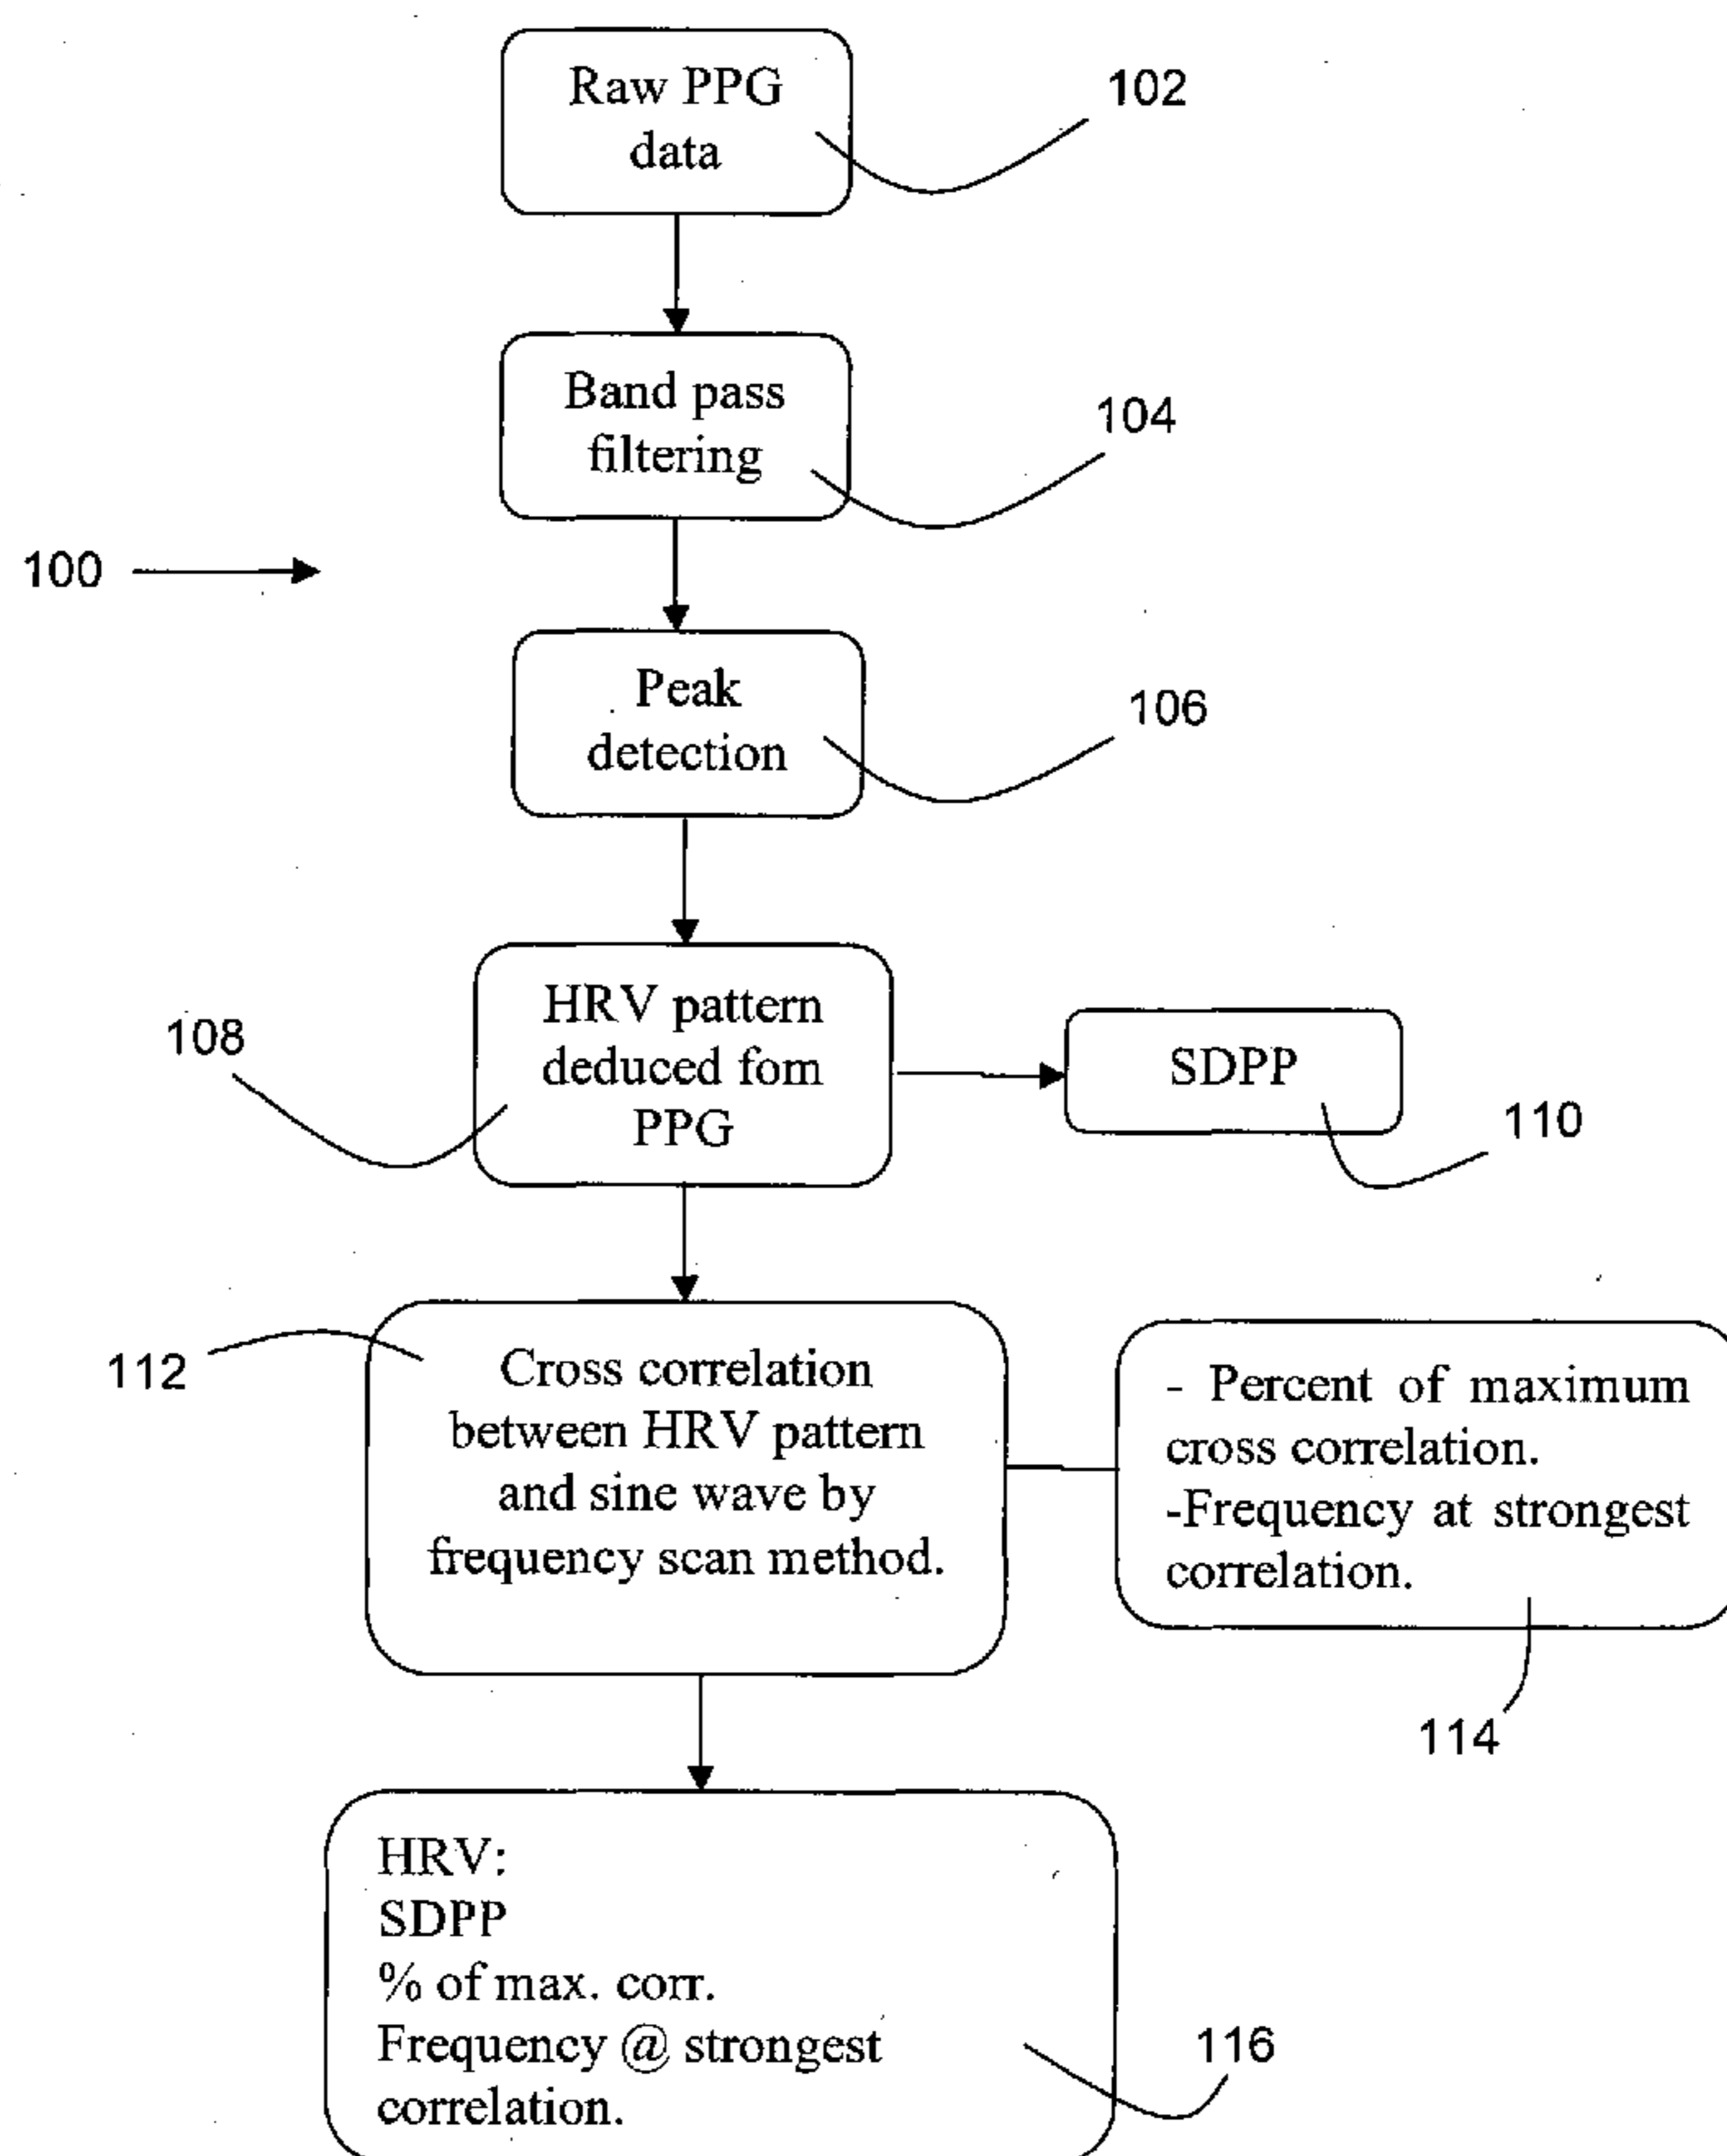 Raw PPG
data
102
Band pass
filtering
104
100
Peak
detection
106
HRV pattern
deduced fom
PPG
108
SDPP
110
Cross correlation
between HRV pattern
and sine wave by
frequency scan method.
112
- Percent of maximum
cross correlation.
-Frequency at strongest
correlation.
114
HRV:
SDPP
% of max. corr.
Frequency @ strongest
correlation.
116